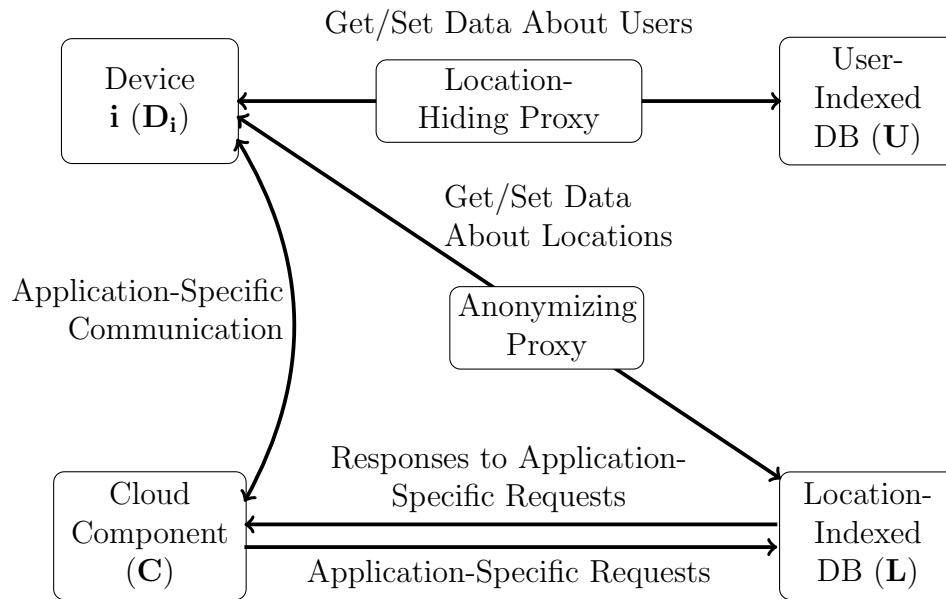 Get/Set Data About Users
Device
i (Di)
Location-
Hiding Proxy
User-
Indexed
DB (U)
Get/Set Data
About Locations
Application-Specific
Communication
Anonymizing
Proxy
Responses to Application-
Specific Requests
Cloud
Component
(C)
Location-
Indexed
DB (L)
Application-Specific Requests